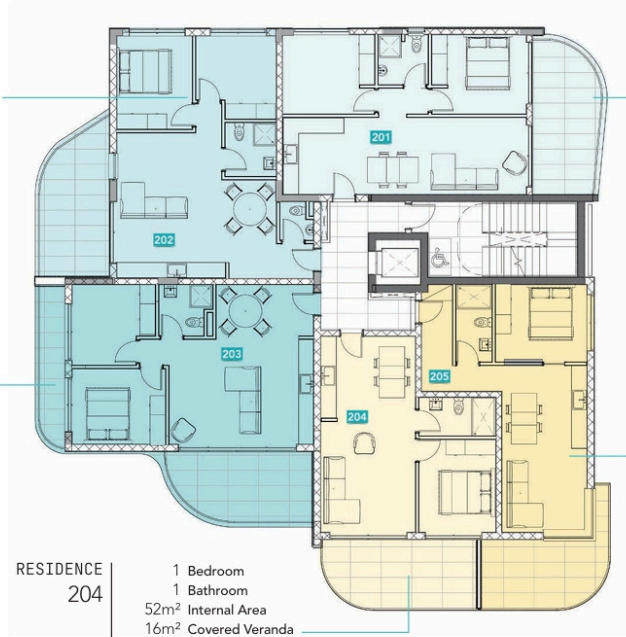 201
202
203
204
205
RESIDENCE
204
1 Bedroom
1 Bathroom
52m² Internal Area
16m² Covered Veranda